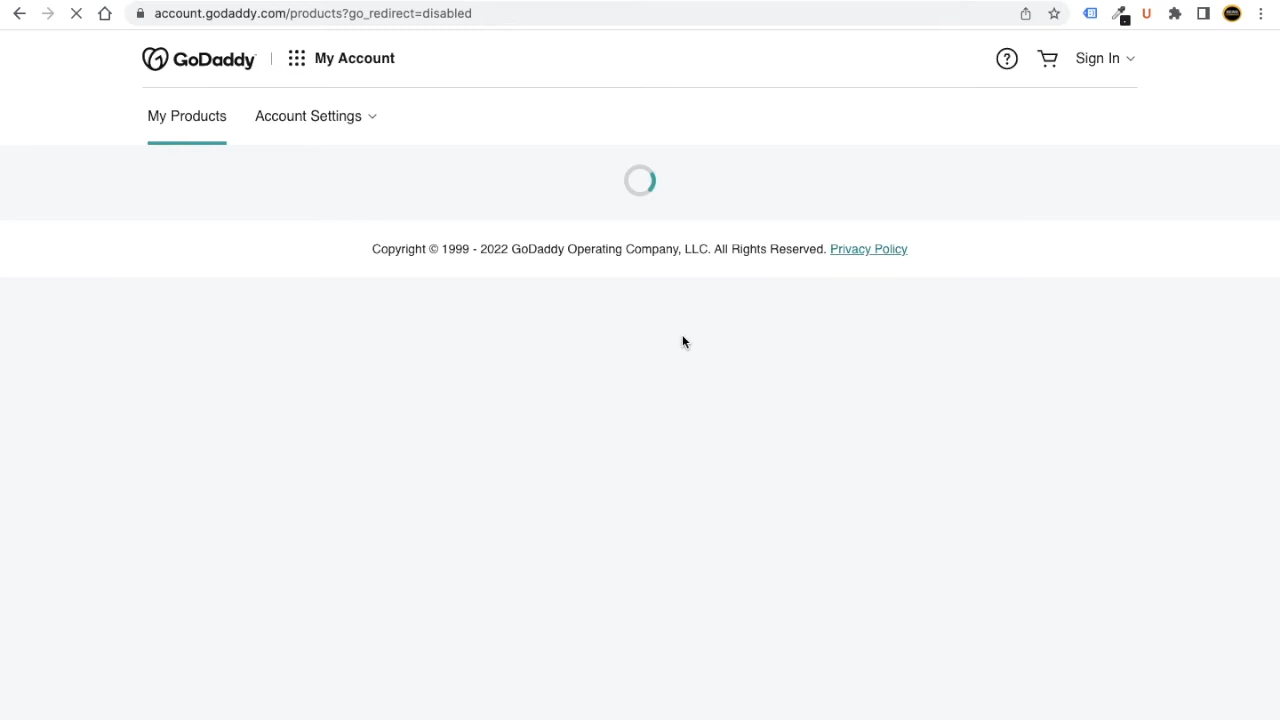 account.godaddy.com/products?go_redirect=disabled
GoDaddy My Account Sign In
My Products Account Settings
Copyright © 1999 - 2022 GoDaddy Operating Company, LLC. All Rights Reserved. Privacy Policy